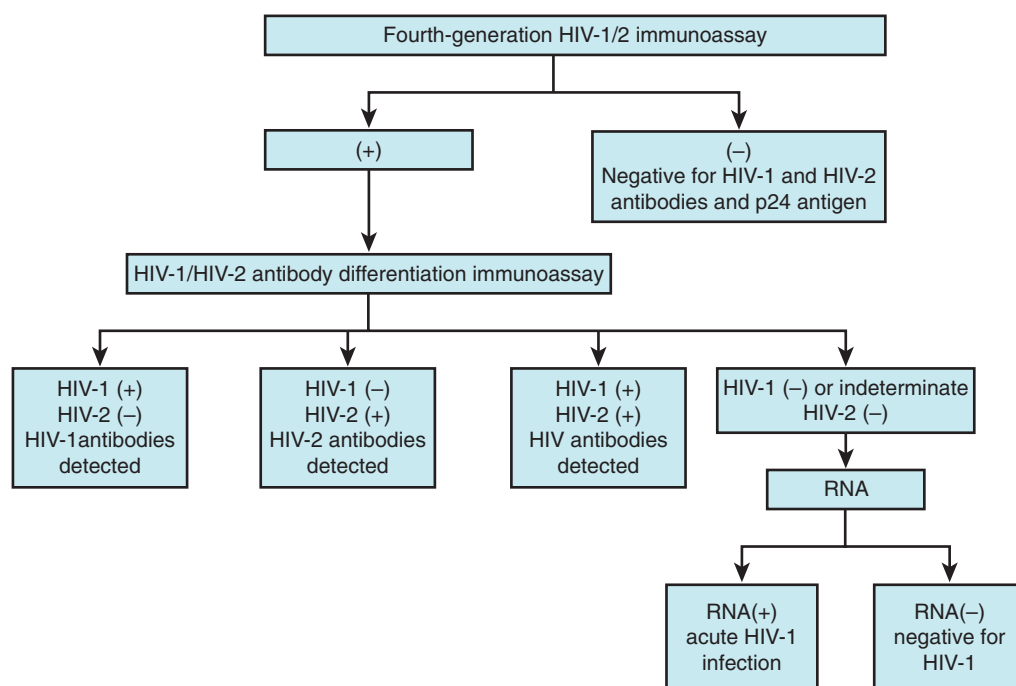 Fourth-generation HIV-1/2 immunoassay
(+)
(–)
Negative for HIV-1 and HIV-2
antibodies and p24 antigen
HIV-1/HIV-2 antibody differentiation immunoassay
HIV-1 (+)
HIV-2 (–)
HIV-1antibodies
detected
HIV-1 (–)
HIV-2 (+)
HIV-2 antibodies
detected
HIV-1 (+)
HIV-2 (+)
HIV antibodies
detected
HIV-1 (–) or indeterminate
HIV-2 (–)
RNA
RNA(+)
acute HIV-1
infection
RNA(–)
negative for
HIV-1